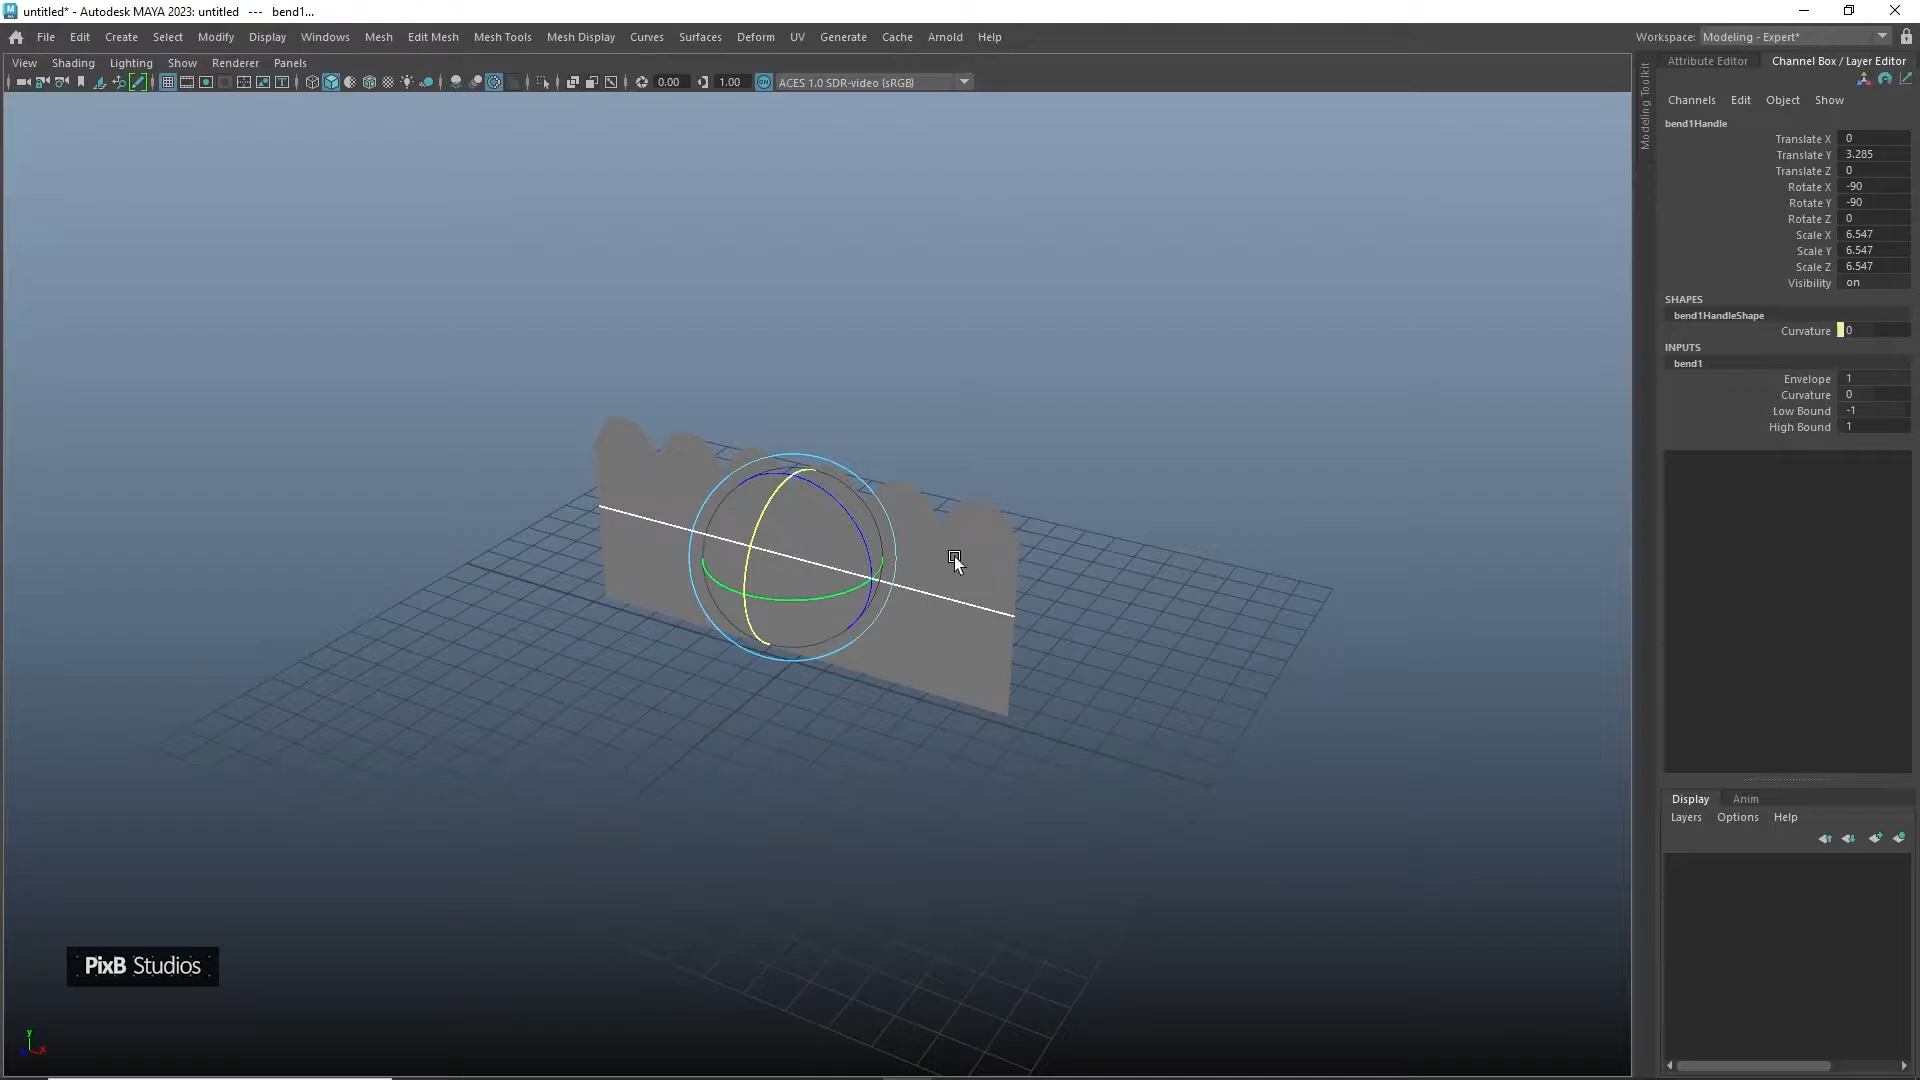 untitled* - Autodesk MAYA 2023: untitled --- bend1...
File Edit Create Select Modify Display Windows Mesh Edit Mesh Mesh Tools Mesh Display Curves Surfaces Deform UV Generate Cache Arnold Help
Workspace: Modeling - Expert*
View Shading Lighting Show Renderer Panels
0.00 1.00 ON ACES 1.0 SDR-video (sRGB)
Modeling Toolkit
Attribute Editor Channel Box / Layer Editor
Channels Edit Object Show
bend1Handle
Translate X 0
Translate Y 3.285
Translate Z 0
Rotate X -90
Rotate Y -90
Rotate Z 0
Scale X 6.547
Scale Y 6.547
Scale Z 6.547
Visibility on
SHAPES
bend1HandleShape
Curvature 0
INPUTS
bend1
Envelope 1
Curvature 0
Low Bound -1
High Bound 1
Display Anim
Layers Options Help
PixB Studios
y
x